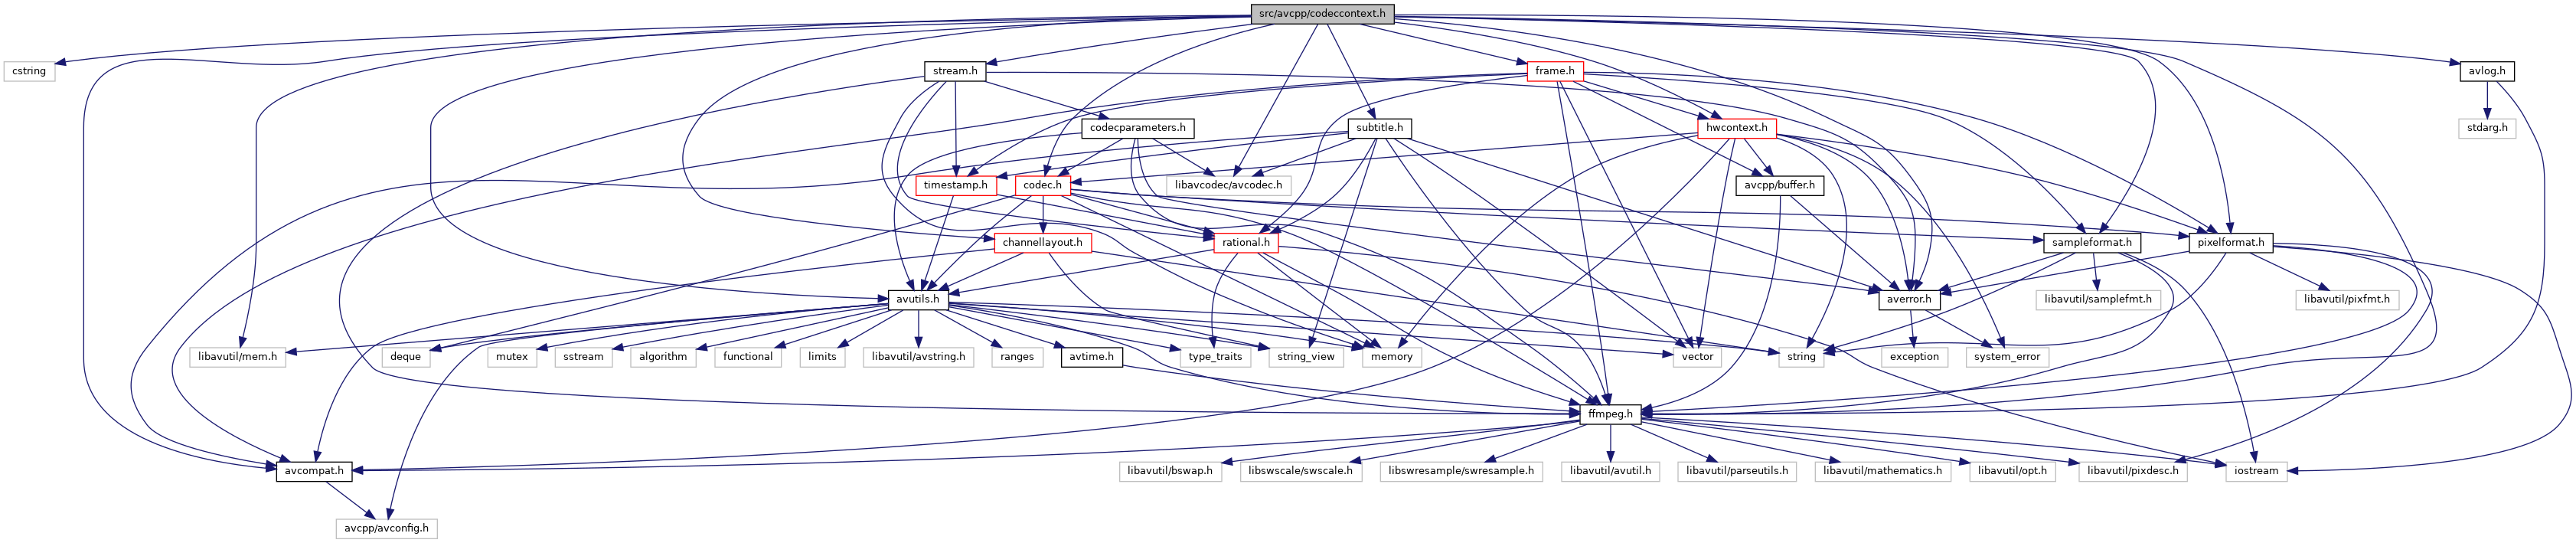 src/avcpp/codeccontext.h
cstring
stream.h
frame.h
avlog.h
codecparameters.h
subtitle.h
hwcontext.h
stdarg.h
timestamp.h
codec.h
libavcodec/avcodec.h
avcpp/buffer.h
channellayout.h
rational.h
sampleformat.h
pixelformat.h
avutils.h
averror.h
libavutil/samplefmt.h
libavutil/pixfmt.h
libavutil/mem.h
deque
mutex
sstream
algorithm
functional
limits
libavutil/avstring.h
ranges
avtime.h
type_traits
string_view
memory
vector
string
exception
system_error
ffmpeg.h
avcompat.h
libavutil/bswap.h
libswscale/swscale.h
libswresample/swresample.h
libavutil/avutil.h
libavutil/parseutils.h
libavutil/mathematics.h
libavutil/opt.h
libavutil/pixdesc.h
iostream
avcpp/avconfig.h